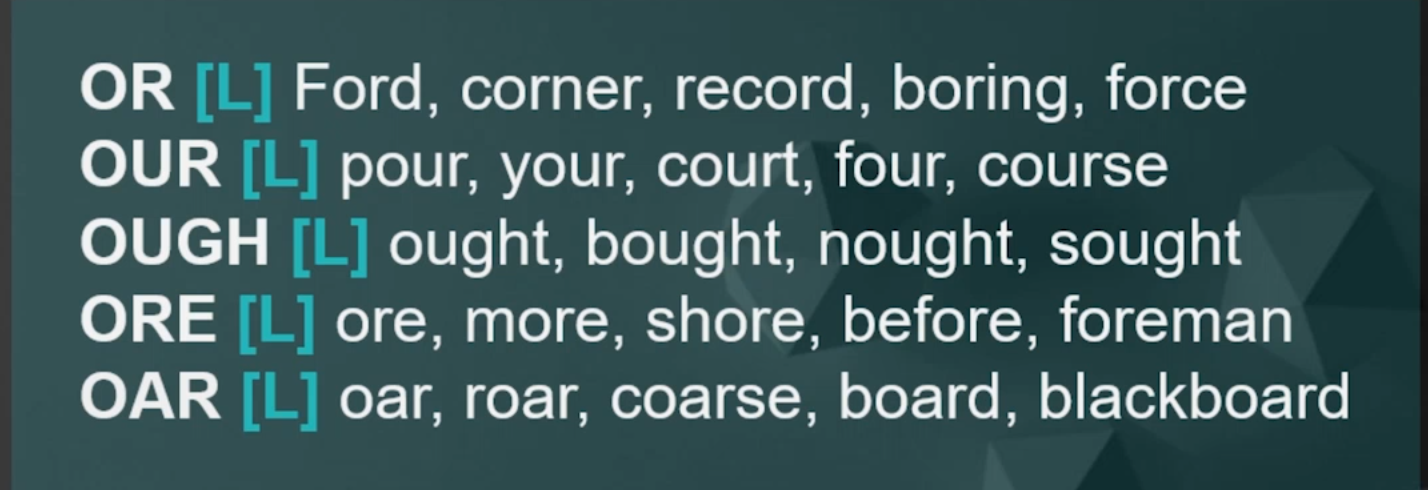 OR [L] Ford, corner, record, boring, force
OUR [L] pour, your, court, four, course
OUGH [L] ought, bought, nought, sought
ORE [L] ore, more, shore, before, foreman
OAR [L] oar, roar, coarse, board, blackboard